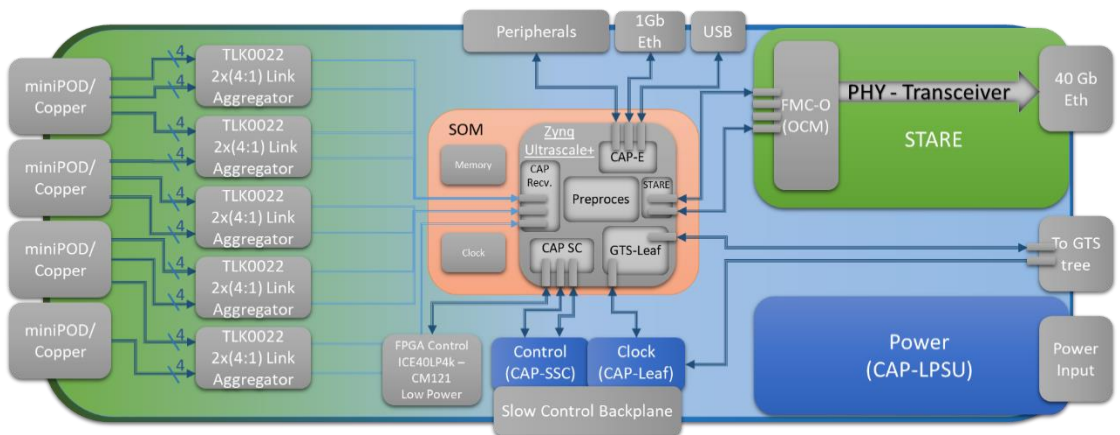 Peripherals
1Gb
Eth
USB
miniPOD/
Copper
miniPOD/
Copper
miniPOD/
Copper
miniPOD/
Copper
4
4
4
4
4
4
4
4
4
TLK0022
2x(4:1) Link
Aggregator
TLK0022
2x(4:1) Link
Aggregator
TLK0022
2x(4:1) Link
Aggregator
TLK0022
2x(4:1) Link
Aggregator
TLK0022
2x(4:1) Link
Aggregator
SOM
Memory
Clock
Zynq
Ultrascale+
CAP-E
CAP
Recv.
Preproces
STARE
CAP SC
GTS-Leaf
FMC-O
(OCM)
PHY - Transceiver
STARE
40 Gb
Eth
To GTS
tree
FPGA Control
ICE40LP4k –
CM121
Low Power
Control
(CAP-SSC)
Clock
(CAP-Leaf)
Slow Control Backplane
Power
(CAP-LPSU)
Power
Input